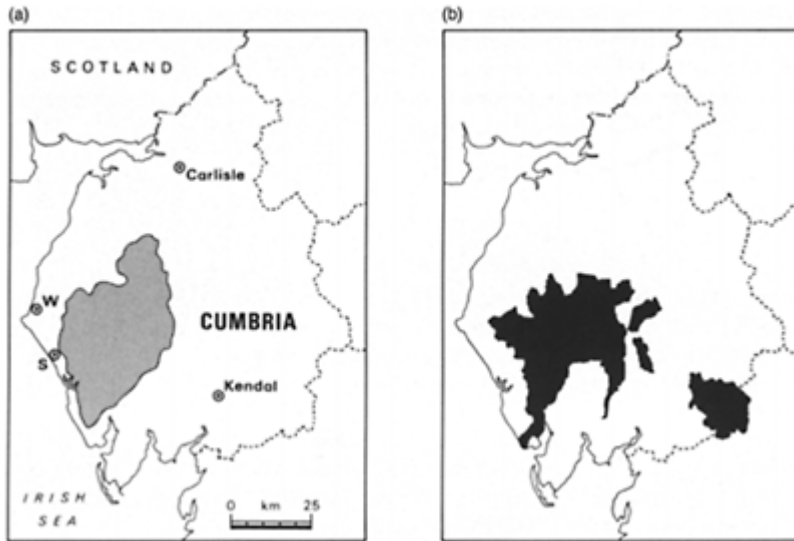 (a)
(b)
SCOTLAND
Carlisle
W
CUMBRIA
S
Kendal
IRISH
SEA
0 km 25